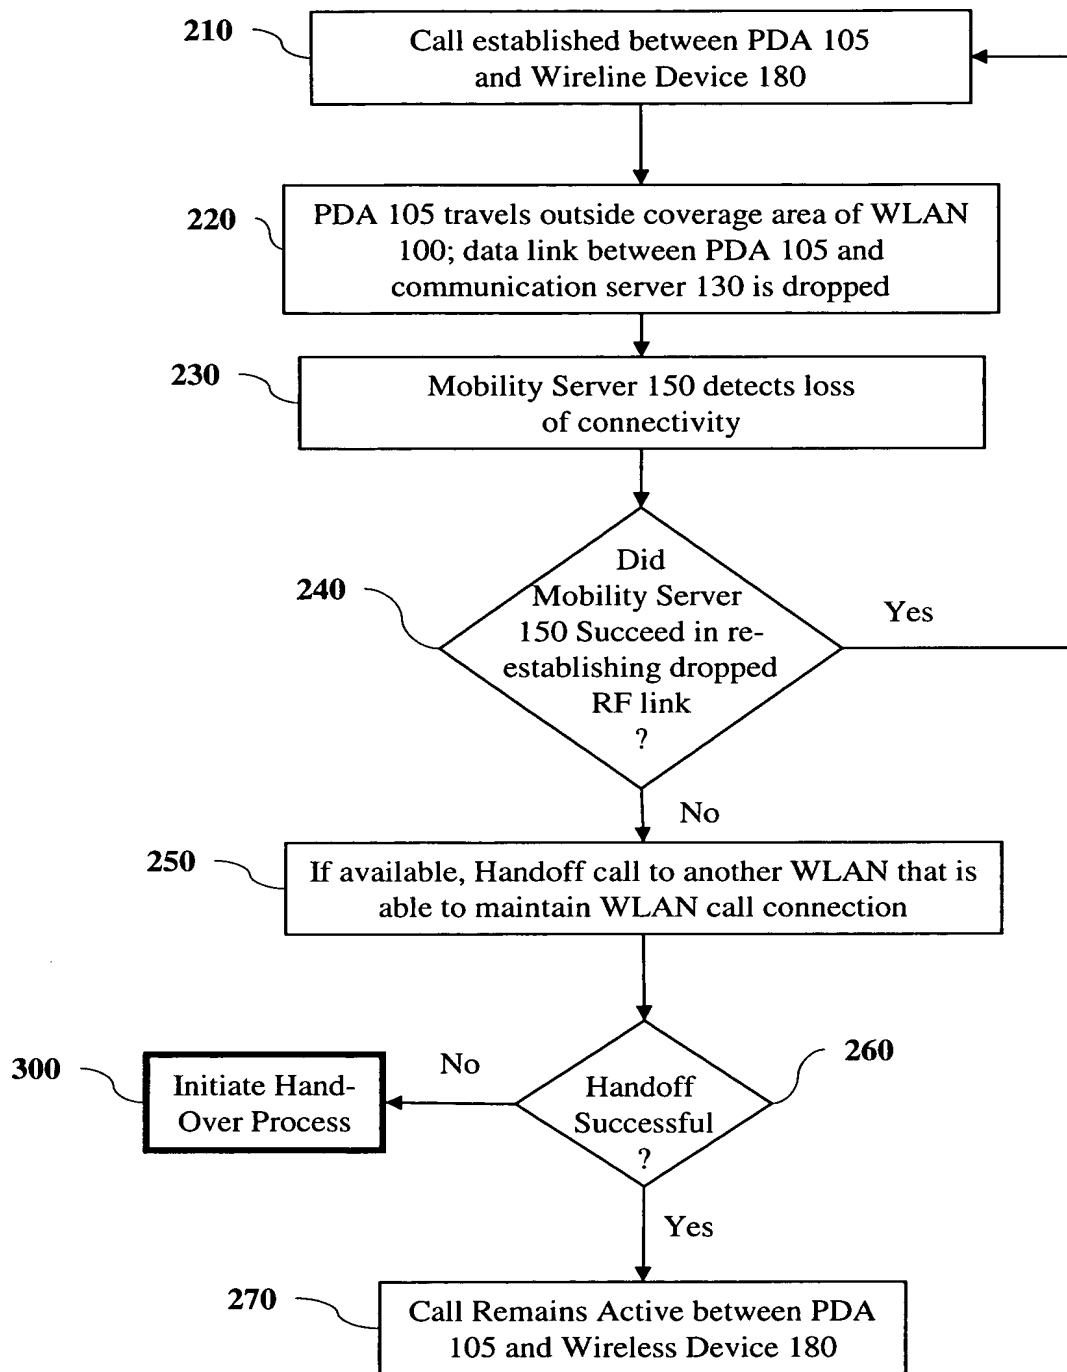 210
Call established between PDA 105
and Wireline Device 180
220
PDA 105 travels outside coverage area of WLAN
100; data link between PDA 105 and
communication server 130 is dropped
230
Mobility Server 150 detects loss
of connectivity
240
Did
Mobility Server
150 Succeed in re-
establishing dropped
RF link
?
Yes
No
250
If available, Handoff call to another WLAN that is
able to maintain WLAN call connection
260
Handoff
Successful
?
No
300
Initiate Hand-
Over Process
Yes
270
Call Remains Active between PDA
105 and Wireless Device 180